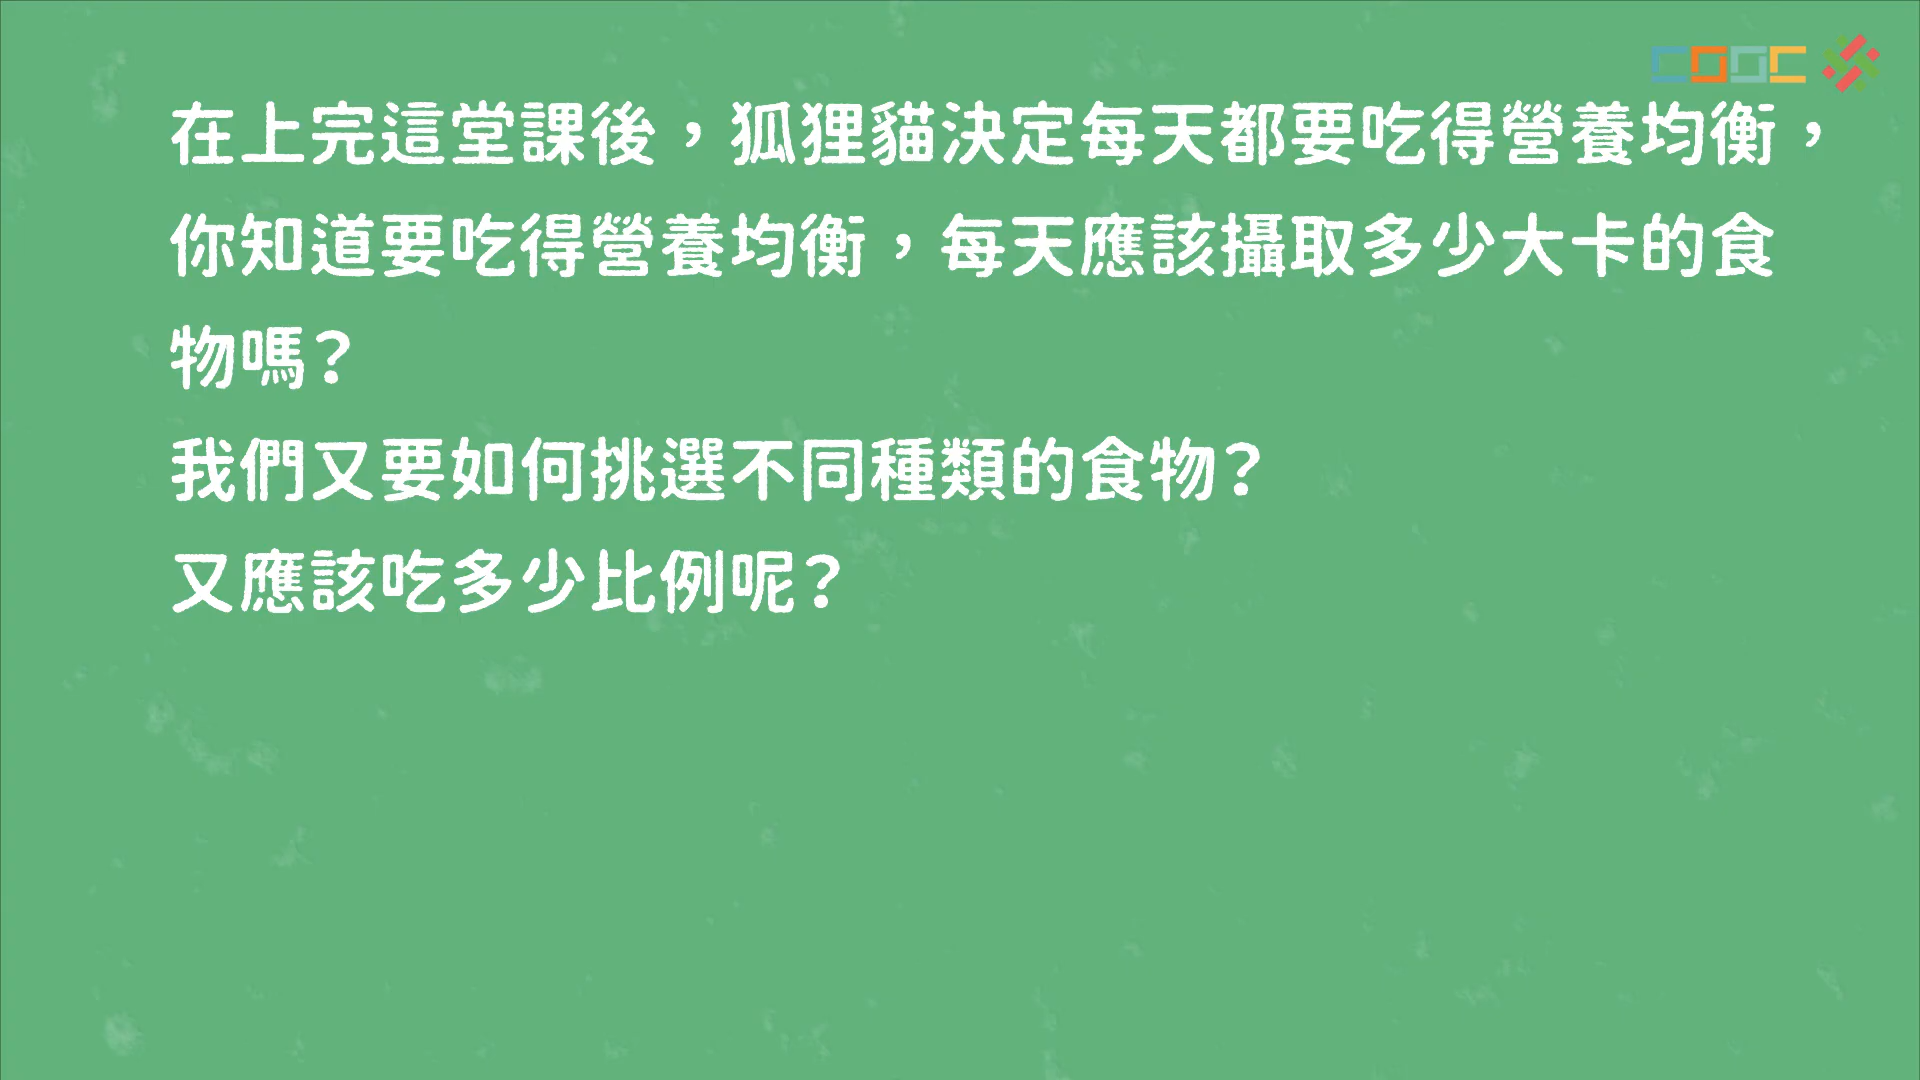 COOC
在上完這堂課後，狐狸貓決定每天都要吃得營養均衡，
你知道要吃得營養均衡，每天應該攝取多少大卡的食
物嗎？
我們又要如何挑選不同種類的食物？
又應該吃多少比例呢？